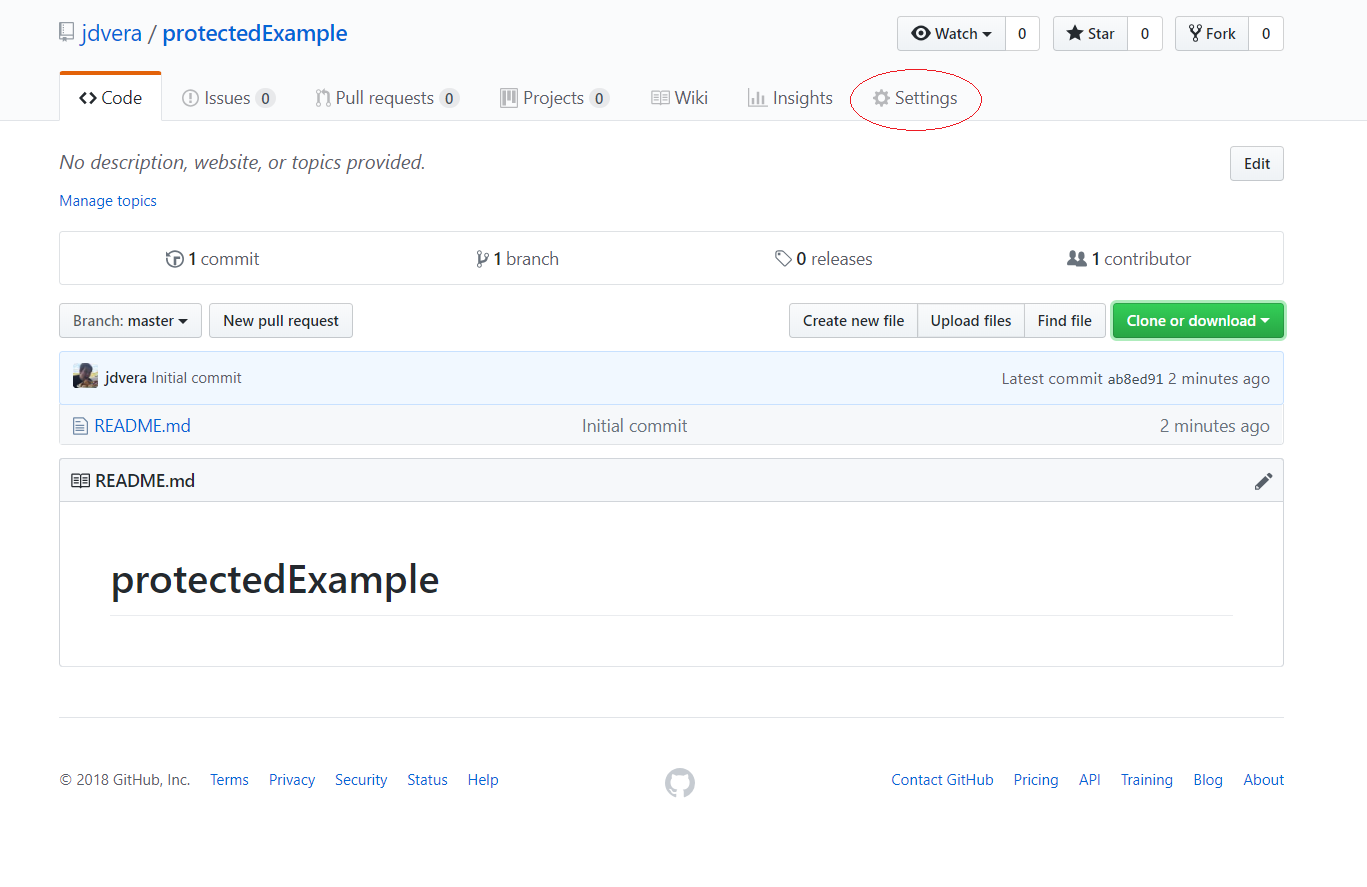 jdvera / protectedExample
Watch 0 Star 0 Fork 0
Code Issues 0 Pull requests 0 Projects 0 Wiki Insights Settings
No description, website, or topics provided. Edit
Manage topics
1 commit 1 branch 0 releases 1 contributor
Branch: master New pull request Create new file Upload files Find file Clone or download
jdvera Initial commit Latest commit ab8ed91 2 minutes ago
README.md Initial commit 2 minutes ago
README.md
protectedExample
© 2018 GitHub, Inc. Terms Privacy Security Status Help Contact GitHub Pricing API Training Blog About